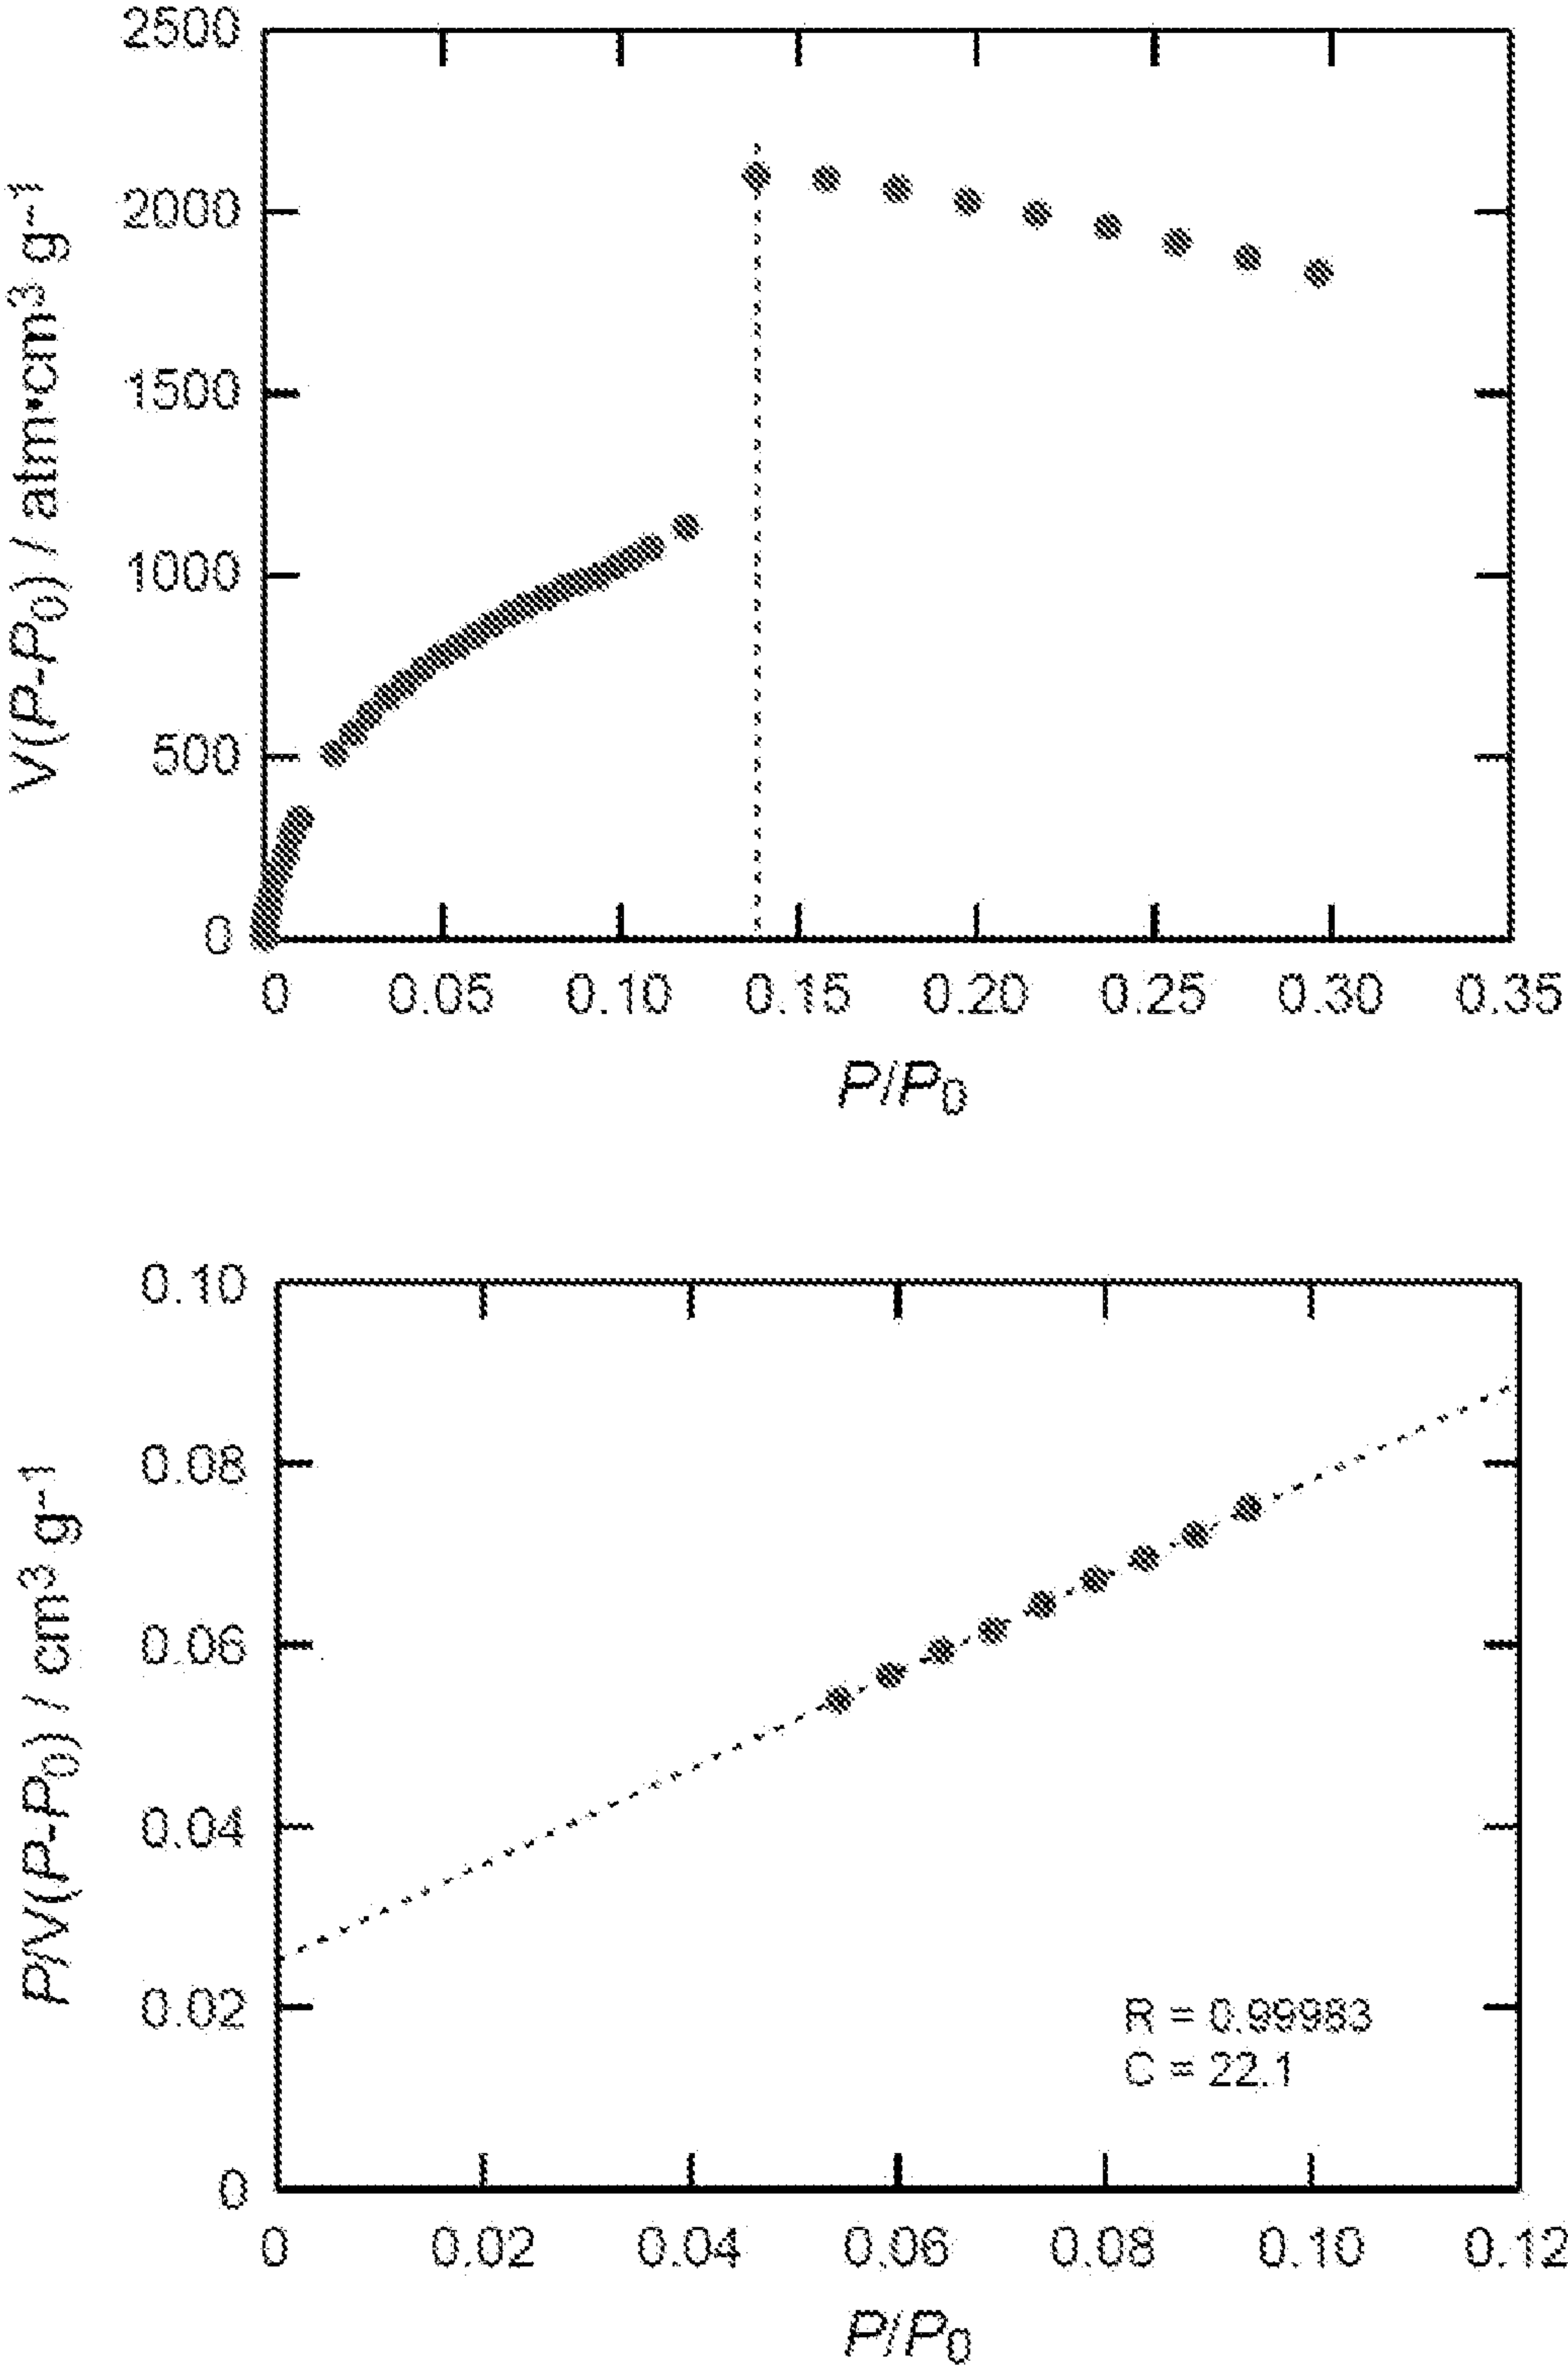 2500
2000
1500
1000
500
0
V(P-P₀) / atm•cm³ g⁻¹
0 0.05 0.10 0.15 0.20 0.25 0.30 0.35
P/P₀
0.10
0.08
0.06
0.04
0.02
0
P/V(P-P₀) / cm³ g⁻¹
R = 0.99983
C = 22.1
0 0.02 0.04 0.06 0.08 0.10 0.12
P/P₀